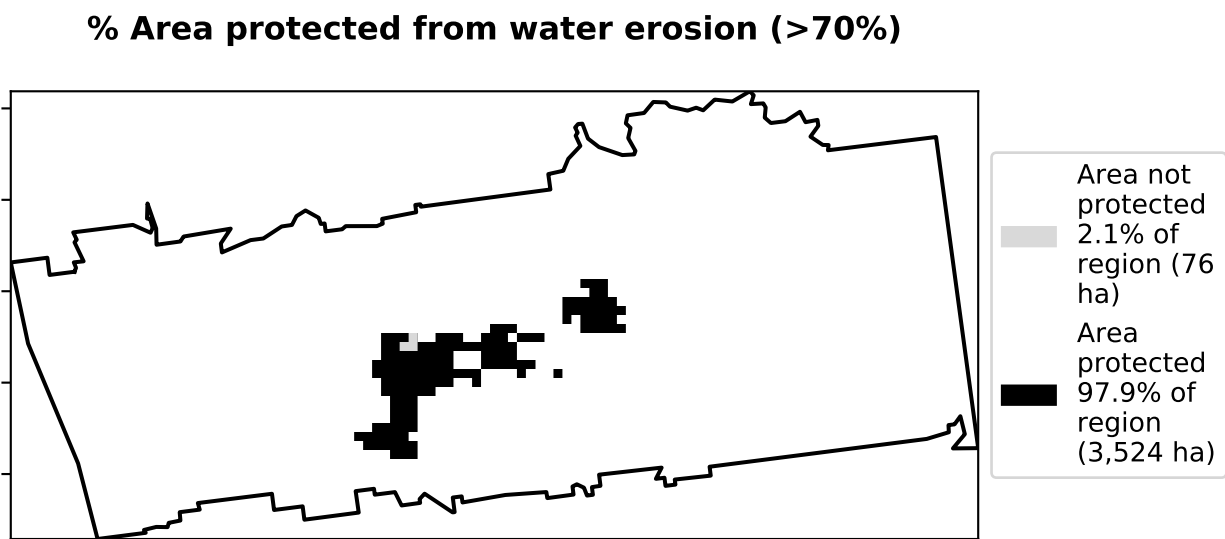 % Area protected from water erosion (>70%)
Area not
protected
2.1% of
region (76
ha)
Area
protected
97.9% of
region
(3,524 ha)